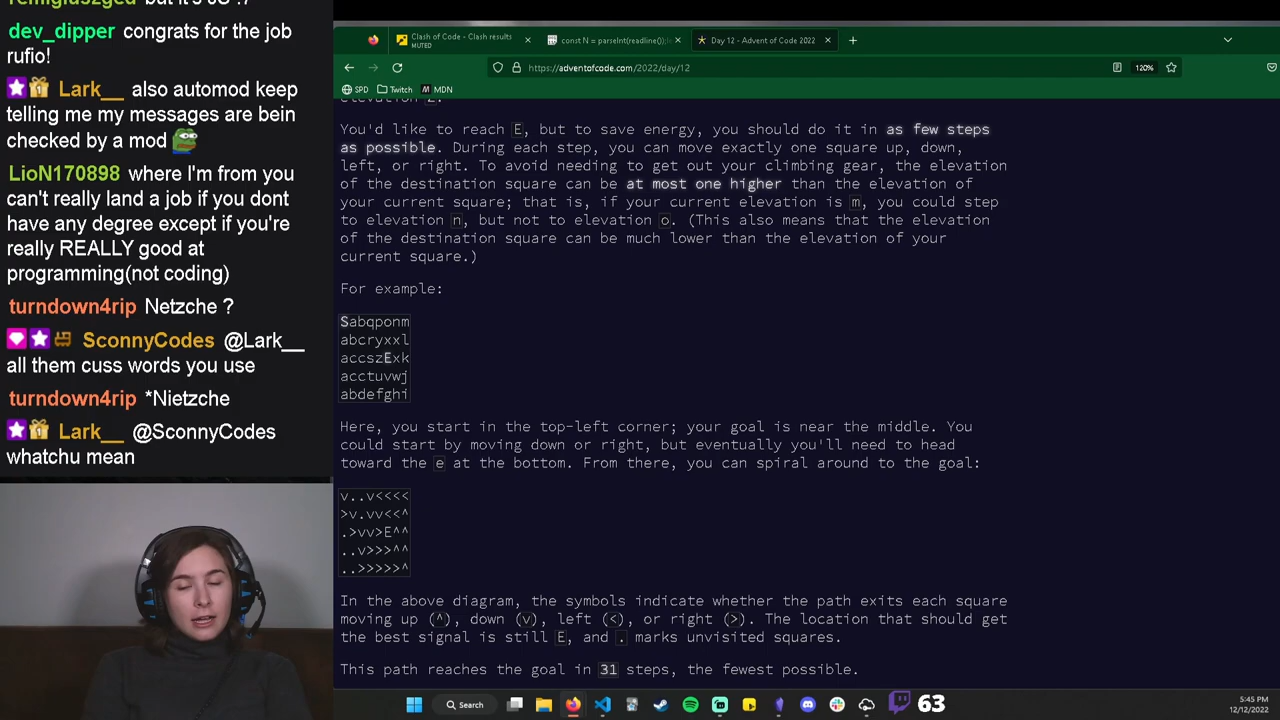 dev_dipper congrats for the job
rufio!
Lark__ also automod keep
telling me my messages are bein
checked by a mod
LioN170898 where I'm from you
can't really land a job if you dont
have any degree except if you're
really REALLY good at
programming(not coding)
turndown4rip Netzche ?
SconnyCodes @Lark__
all them cuss words you use
turndown4rip *Nietzche
Lark__ @SconnyCodes
whatchu mean
Clash of Code - Clash results
MUTED
const N = parseInt(readline());l
Day 12 - Advent of Code 2022
https://adventofcode.com/2022/day/12
120%
SPD
Twitch
MDN
elevation z.
You'd like to reach E, but to save energy, you should do it in as few steps
as possible. During each step, you can move exactly one square up, down,
left, or right. To avoid needing to get out your climbing gear, the elevation
of the destination square can be at most one higher than the elevation of
your current square; that is, if your current elevation is m, you could step
to elevation n, but not to elevation o. (This also means that the elevation
of the destination square can be much lower than the elevation of your
current square.)
For example:
Sabqponm
abcryxxl
accszExk
acctuvwj
abdefghi
Here, you start in the top-left corner; your goal is near the middle. You
could start by moving down or right, but eventually you'll need to head
toward the e at the bottom. From there, you can spiral around to the goal:
v..v<<<<
>v.vv<<^
.>vv>E^^
..v>>>^^
..>>>>>^
In the above diagram, the symbols indicate whether the path exits each square
moving up (^), down (v), left (<), or right (>). The location that should get
the best signal is still E, and . marks unvisited squares.
This path reaches the goal in 31 steps, the fewest possible.
Search
63
5:45 PM
12/12/2022